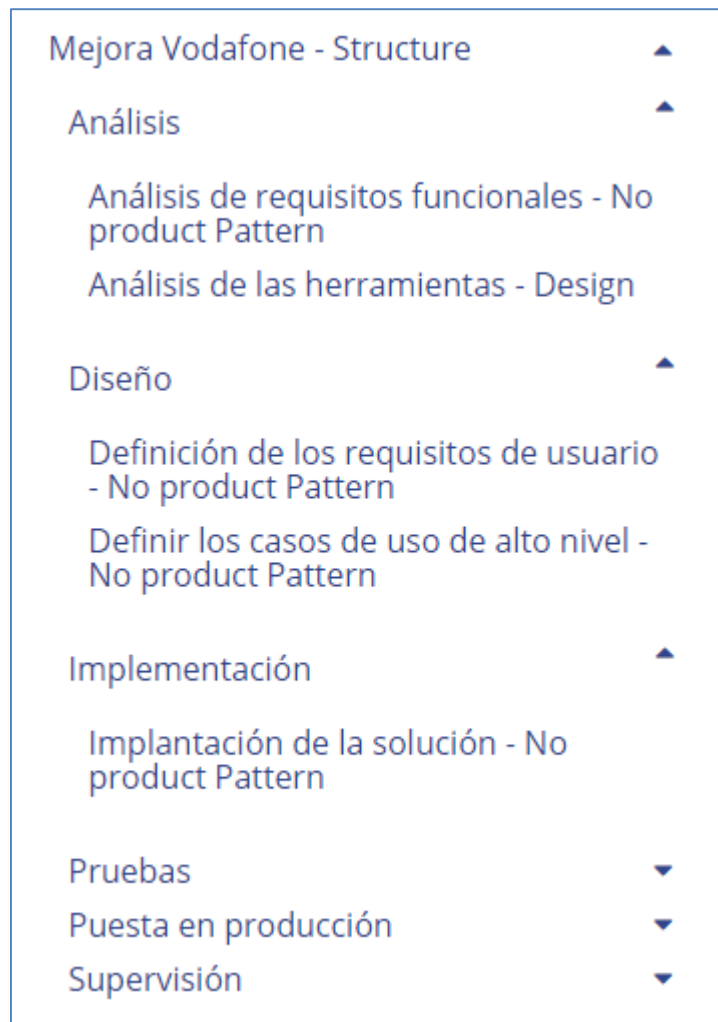 Mejora Vodafone - Structure
Análisis
Análisis de requisitos funcionales - No
product Pattern
Análisis de las herramientas - Design
Diseño
Definición de los requisitos de usuario
- No product Pattern
Definir los casos de uso de alto nivel -
No product Pattern
Implementación
Implantación de la solución - No
product Pattern
Pruebas
Puesta en producción
Supervisión